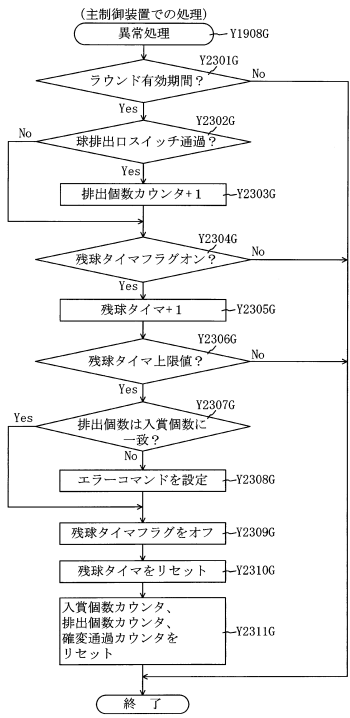 (主制御装置での処理)
異常処理
Y1908G
Y2301G
ラウンド有効期間？
No
Yes
Y2302G
No
球排出口スイッチ通過？
Yes
排出個数カウンタ+1
Y2303G
Y2304G
残球タイマフラグオン？
No
Yes
残球タイマ+1
Y2305G
Y2306G
残球タイマ上限値？
No
Yes
Y2307G
Yes
排出個数は入賞個数に
一致？
No
エラーコマンドを設定
Y2308G
残球タイマフラグをオフ
Y2309G
残球タイマをリセット
Y2310G
入賞個数カウンタ、
排出個数カウンタ、
確変通過カウンタを
リセット
Y2311G
終　了